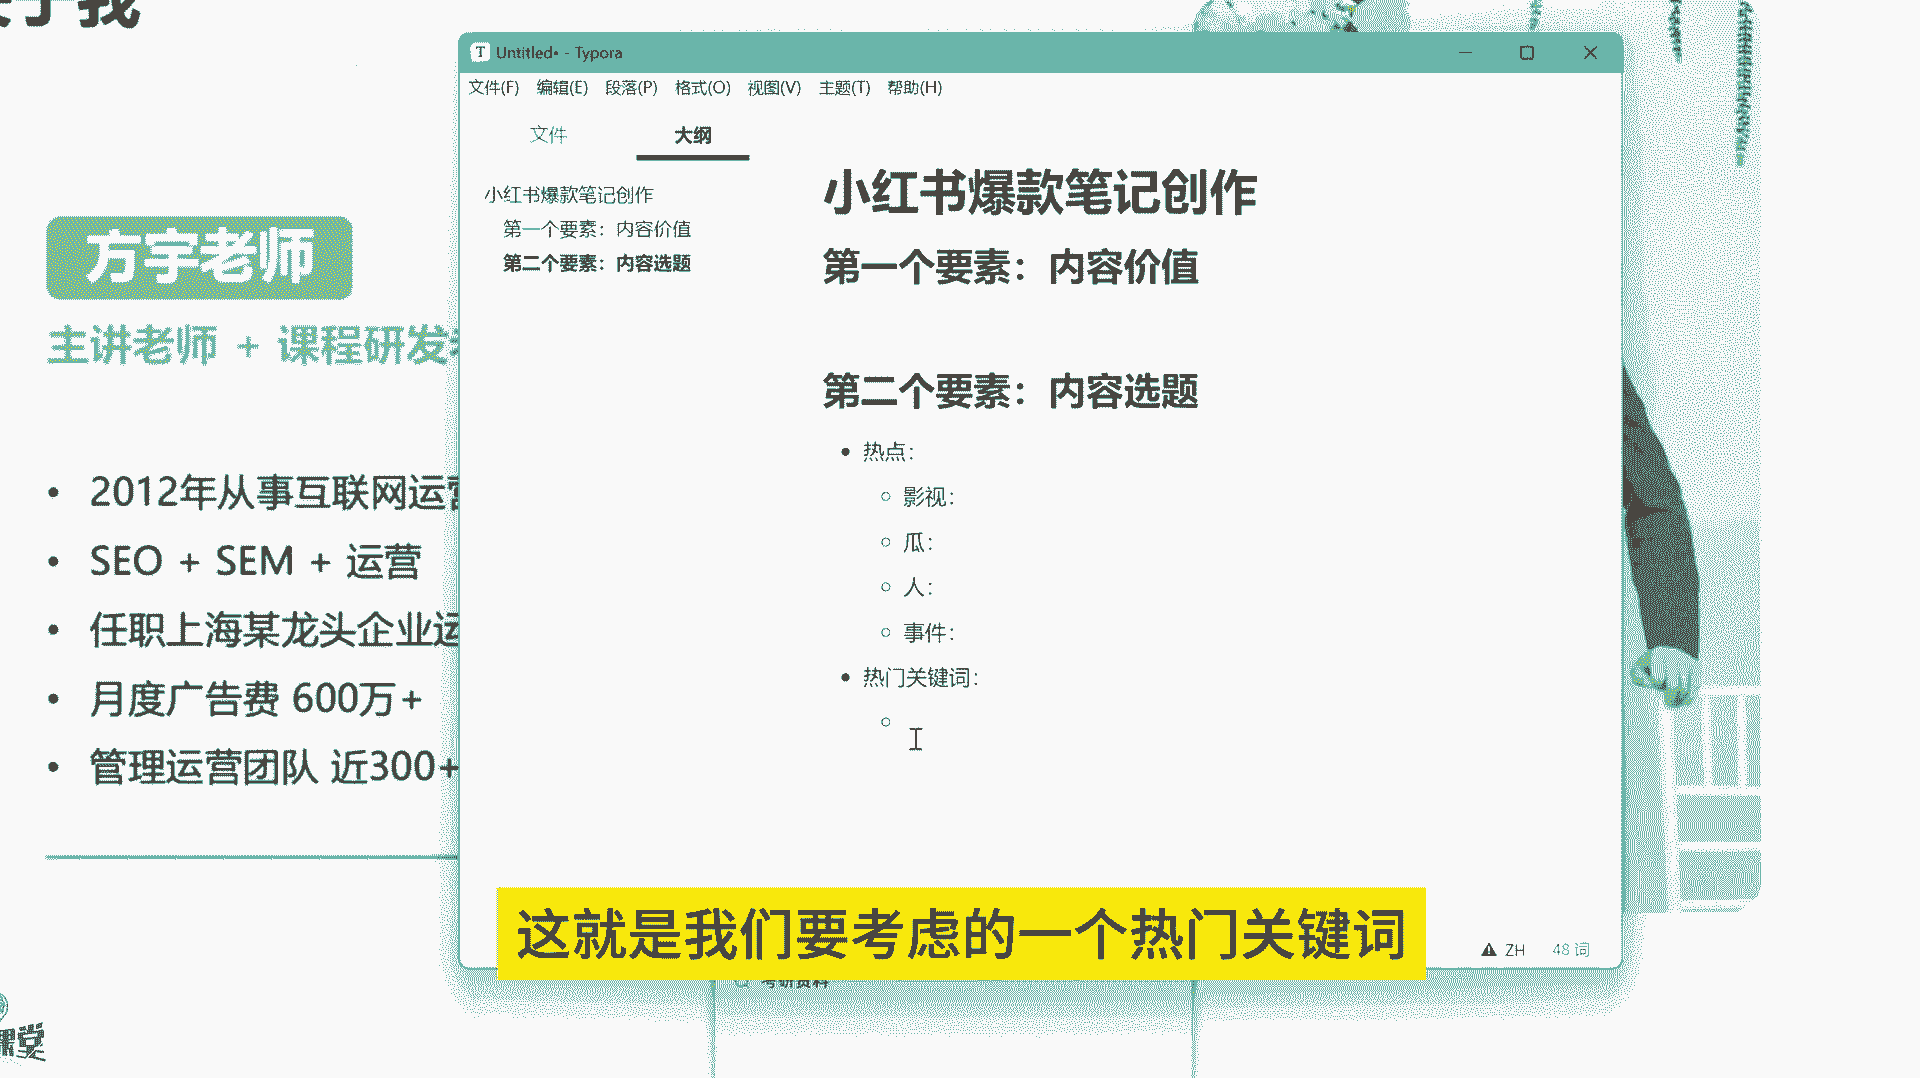 我
Untitled• - Typora
文件(F) 编辑(E) 段落(P) 格式(O) 视图(V) 主题(T) 帮助(H)
文件 大纲
小红书爆款笔记创作
第一个要素：内容价值
第二个要素：内容选题
小红书爆款笔记创作
第一个要素：内容价值
第二个要素：内容选题
热点：
影视：
瓜：
人：
事件：
热门关键词：
ZH 48 词
方宇老师
主讲老师 + 课程研发
• 2012年从事互联网运营
• SEO + SEM + 运营
• 任职上海某龙头企业运
• 月度广告费 600万+
• 管理运营团队 近300+
这就是我们要考虑的一个热门关键词
考研资料
课堂